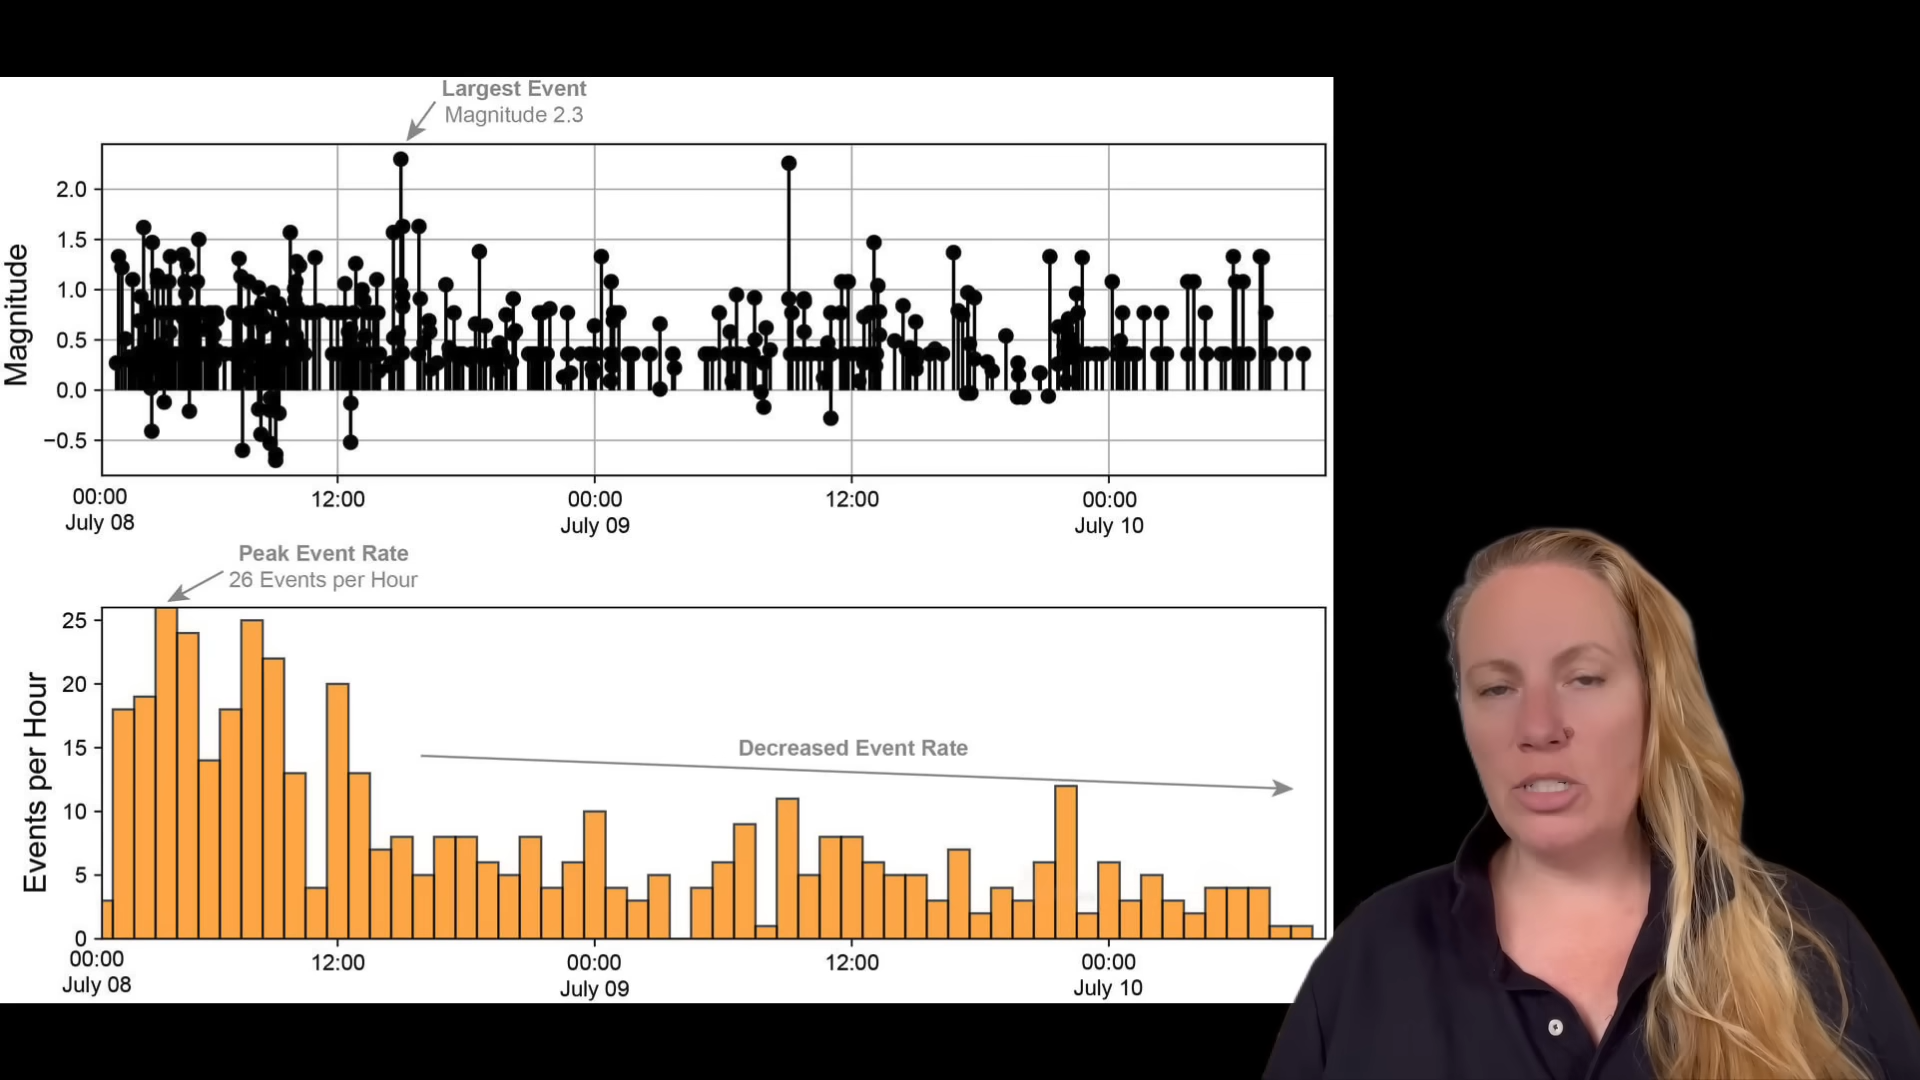 Largest Event
Magnitude 2.3
Magnitude
2.0
1.5
1.0
0.5
0.0
−0.5
00:00
July 08
12:00
00:00
July 09
12:00
00:00
July 10
Peak Event Rate
26 Events per Hour
Events per Hour
25
20
15
10
5
0
Decreased Event Rate
00:00
July 08
12:00
00:00
July 09
12:00
00:00
July 10